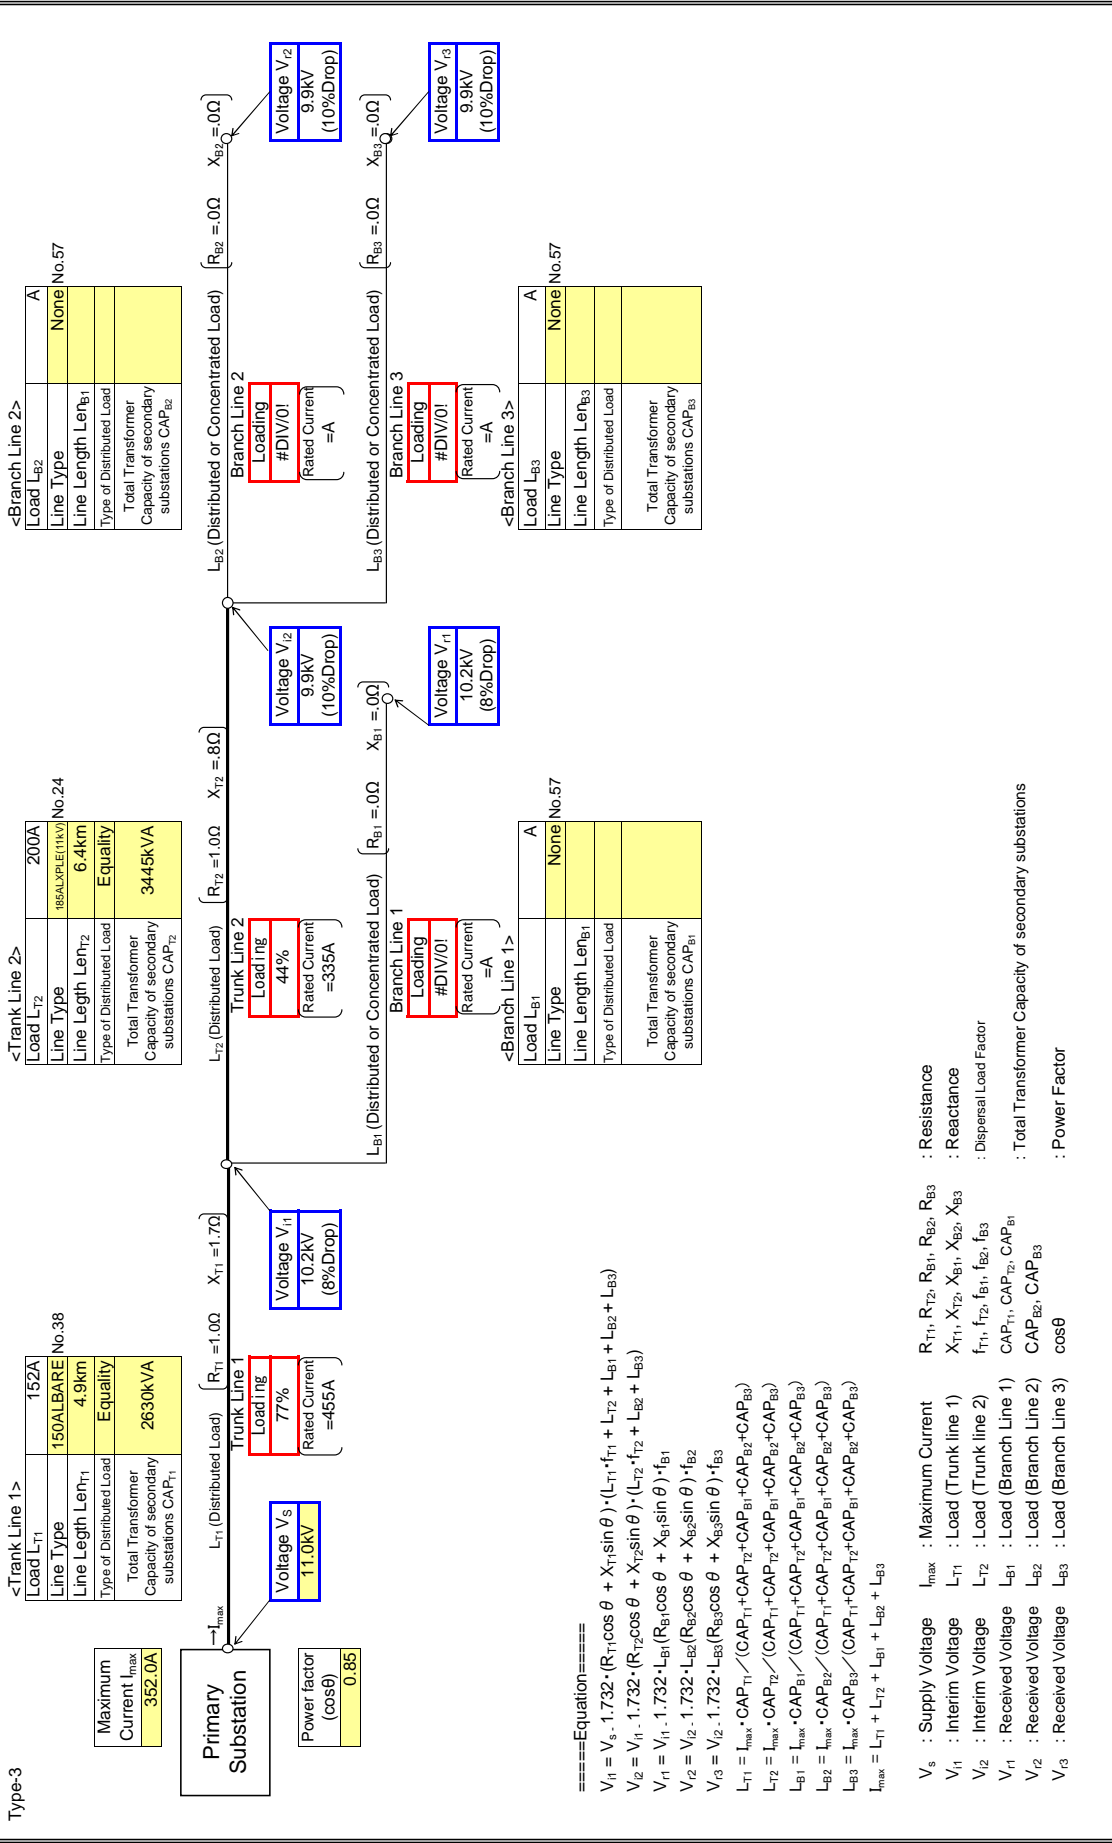 Type-3
Maximum
Current Imax
352.0A
Primary
Substation
Power factor
(cosθ)
0.85
→Imax
Voltage VS
11.0kV
<Trank Line 1>
Load LT1 152A
Line Type 150ALBARE No.38
Line Legth LenT1 4.9km
Type of Distributed Load Equality
Total Transformer
Capacity of secondary
substations CAPT1
2630kVA
LT1 (Distributed Load)
RT1 =1.0Ω XT1 =1.7Ω
Trunk Line 1
Loading
77%
Rated Current
=455A
Voltage Vi1
10.2kV
(8%Drop)
<Trank Line 2>
Load LT2 200A
Line Type 185ALXPLE(11kV) No.24
Line Length LenT2 6.4km
Type of Distributed Load Equality
Total Transformer
Capacity of secondary
substations CAPT2
3445kVA
LT2 (Distributed Load)
RT2 =1.0Ω XT2 =.8Ω
Trunk Line 2
Loading
44%
Rated Current
=335A
Voltage Vi2
9.9kV
(10%Drop)
LB1 (Distributed or Concentrated Load)
RB1 =.0Ω XB1 =.0Ω
Branch Line 1
Loading
#DIV/0!
Rated Current
=A
Voltage Vr1
10.2kV
(8%Drop)
<Branch Line 1>
Load LB1 A
Line Type None No.57
Line Length LenB1
Type of Distributed Load
Total Transformer
Capacity of secondary
substations CAPB1
<Branch Line 2>
Load LB2 A
Line Type None No.57
Line Length LenB1
Type of Distributed Load
Total Transformer
Capacity of secondary
substations CAPB2
LB2 (Distributed or Concentrated Load)
RB2 =.0Ω XB2 =.0Ω
Branch Line 2
Loading
#DIV/0!
Rated Current
=A
Voltage Vr2
9.9kV
(10%Drop)
LB3 (Distributed or Concentrated Load)
RB3 =.0Ω XB3 =.0Ω
Branch Line 3
Loading
#DIV/0!
Rated Current
=A
Voltage Vr3
9.9kV
(10%Drop)
<Branch Line 3>
Load LB3 A
Line Type None No.57
Line Length LenB3
Type of Distributed Load
Total Transformer
Capacity of secondary
substations CAPB3
=====Equation=====
Vi1 = Vs - 1.732・(RT1cos θ + XT1sin θ)・(LT1・fT1 + LT2 + LB1 + LB2 + LB3)
Vi2 = Vi1 - 1.732・(RT2cos θ + XT2sin θ)・(LT2・fT2 + LB2 + LB3)
Vr1 = Vi1 - 1.732・LB1(RB1cos θ + XB1sin θ)・fB1
Vr2 = Vi2 - 1.732・LB2(RB2cos θ + XB2sin θ)・fB2
Vr3 = Vi2 - 1.732・LB3(RB3cos θ + XB3sin θ)・fB3
LT1 = Imax・CAPT1／(CAPT1+CAPT2+CAPB1+CAPB2+CAPB3)
LT2 = Imax・CAPT2／(CAPT1+CAPT2+CAPB1+CAPB2+CAPB3)
LB1 = Imax・CAPB1／(CAPT1+CAPT2+CAPB1+CAPB2+CAPB3)
LB2 = Imax・CAPB2／(CAPT1+CAPT2+CAPB1+CAPB2+CAPB3)
LB3 = Imax・CAPB3／(CAPT1+CAPT2+CAPB1+CAPB2+CAPB3)
Imax = LT1 + LT2 + LB1 + LB2 + LB3
Vs : Supply Voltage Imax : Maximum Current RT1, RT2, RB1, RB2, RB3 : Resistance
Vi1 : Interim Voltage LT1 : Load (Trunk line 1) XT1, XT2, XB1, XB2, XB3 : Reactance
Vi2 : Interim Voltage LT2 : Load (Trunk line 2) fT1, fT2, fB1, fB2, fB3 : Dispersal Load Factor
Vr1 : Received Voltage LB1 : Load (Branch Line 1) CAPT1, CAPT2, CAPB1 : Total Transformer Capacity of secondary substations
Vr2 : Received Voltage LB2 : Load (Branch Line 2) CAPB2, CAPB3
Vr3 : Received Voltage LB3 : Load (Branch Line 3) cosθ : Power Factor